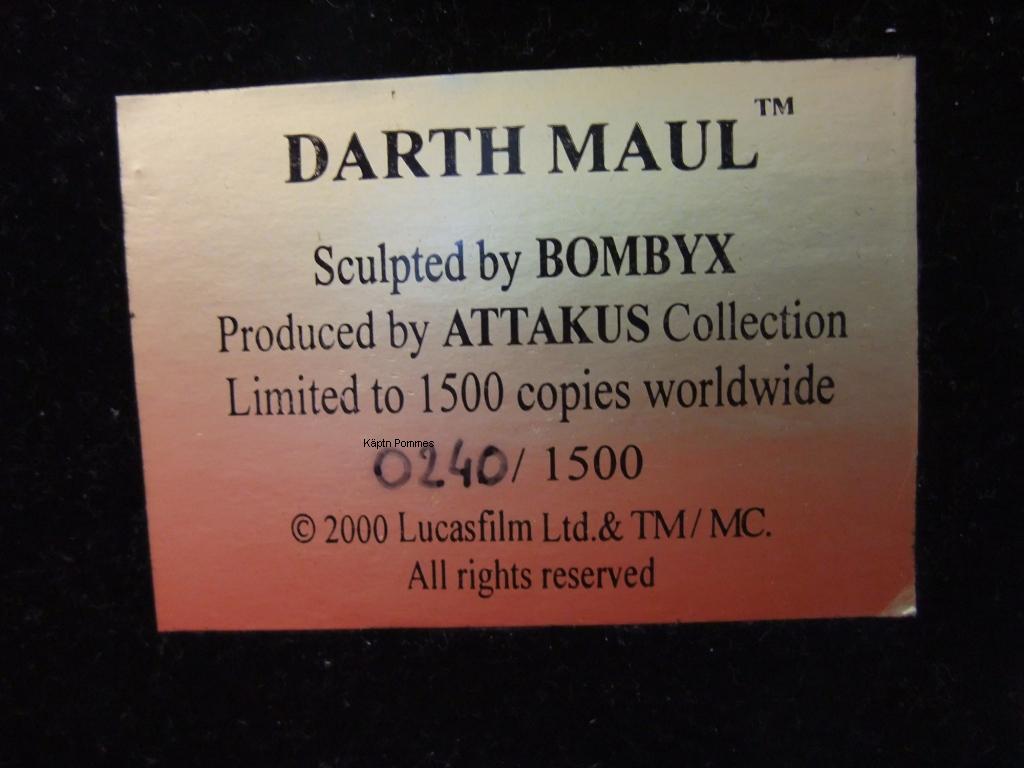 DARTH MAUL™
Sculpted by BOMBYX
Produced by ATTAKUS Collection
Limited to 1500 copies worldwide
Käptn Pommes
0240/ 1500
© 2000 Lucasfilm Ltd.& TM/ MC.
All rights reserved